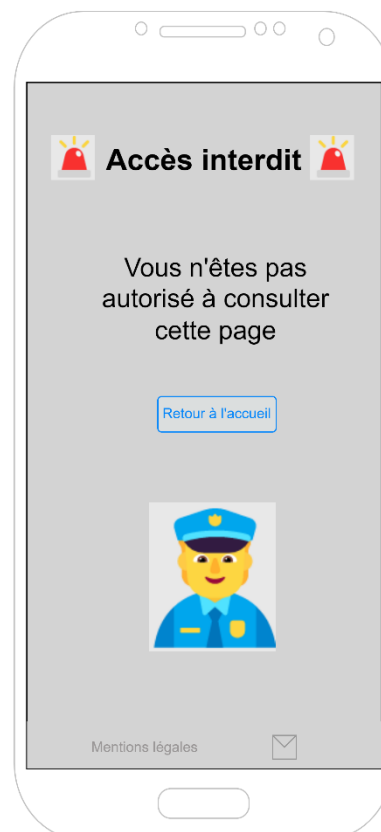 Accès interdit
Vous n'êtes pas
autorisé à consulter
cette page
Retour à l'accueil
Mentions légales